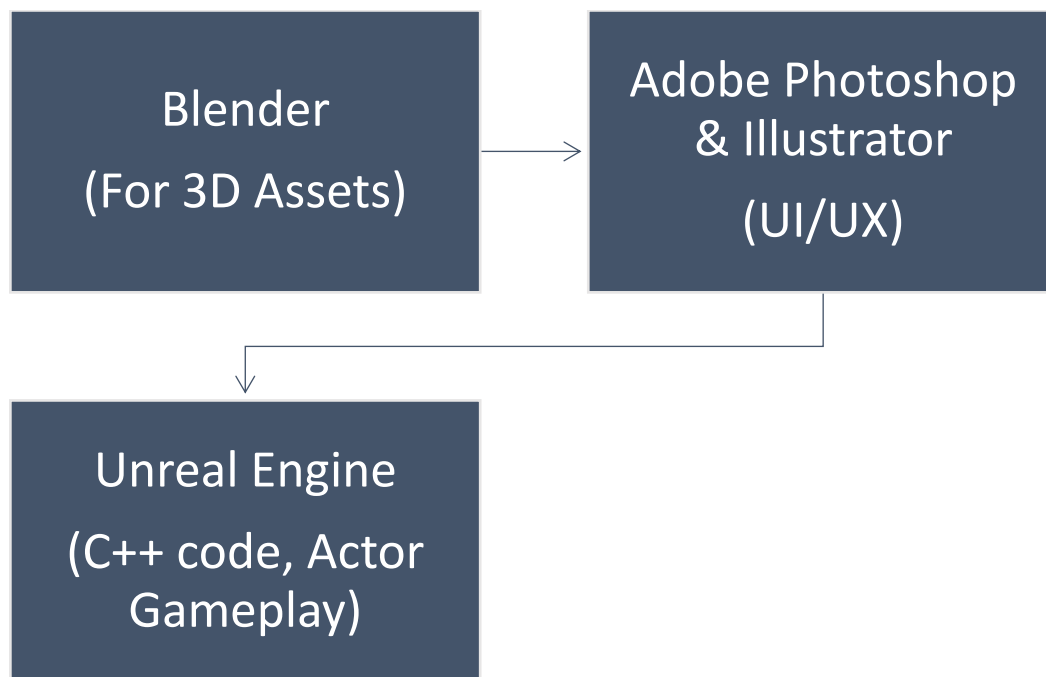 Blender
(For 3D Assets)
Adobe Photoshop
& Illustrator
(UI/UX)
Unreal Engine
(C++ code, Actor
Gameplay)